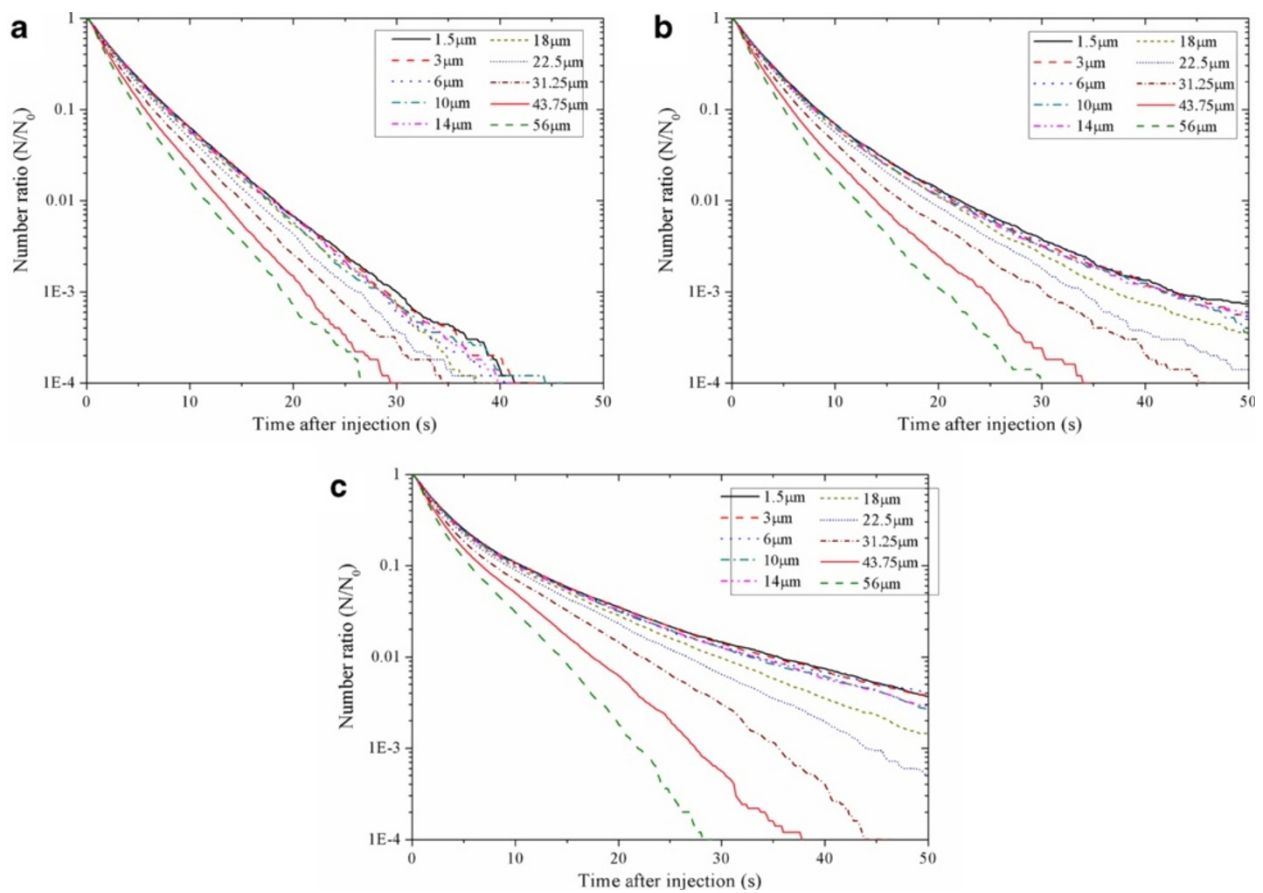 a
1
0.1
0.01
1E-3
1E-4
Number ratio (N/N0)
1.5μm 18μm
3μm 22.5μm
6μm 31.25μm
10μm 43.75μm
14μm 56μm
0 10 20 30 40 50
Time after injection (s)
b
1
0.1
0.01
1E-3
1E-4
Number ratio (N/N0)
1.5μm 18μm
3μm 22.5μm
6μm 31.25μm
10μm 43.75μm
14μm 56μm
0 10 20 30 40 50
Time after injection (s)
c
1
0.1
0.01
1E-3
1E-4
Number ratio (N/N0)
1.5μm 18μm
3μm 22.5μm
6μm 31.25μm
10μm 43.75μm
14μm 56μm
0 10 20 30 40 50
Time after injection (s)